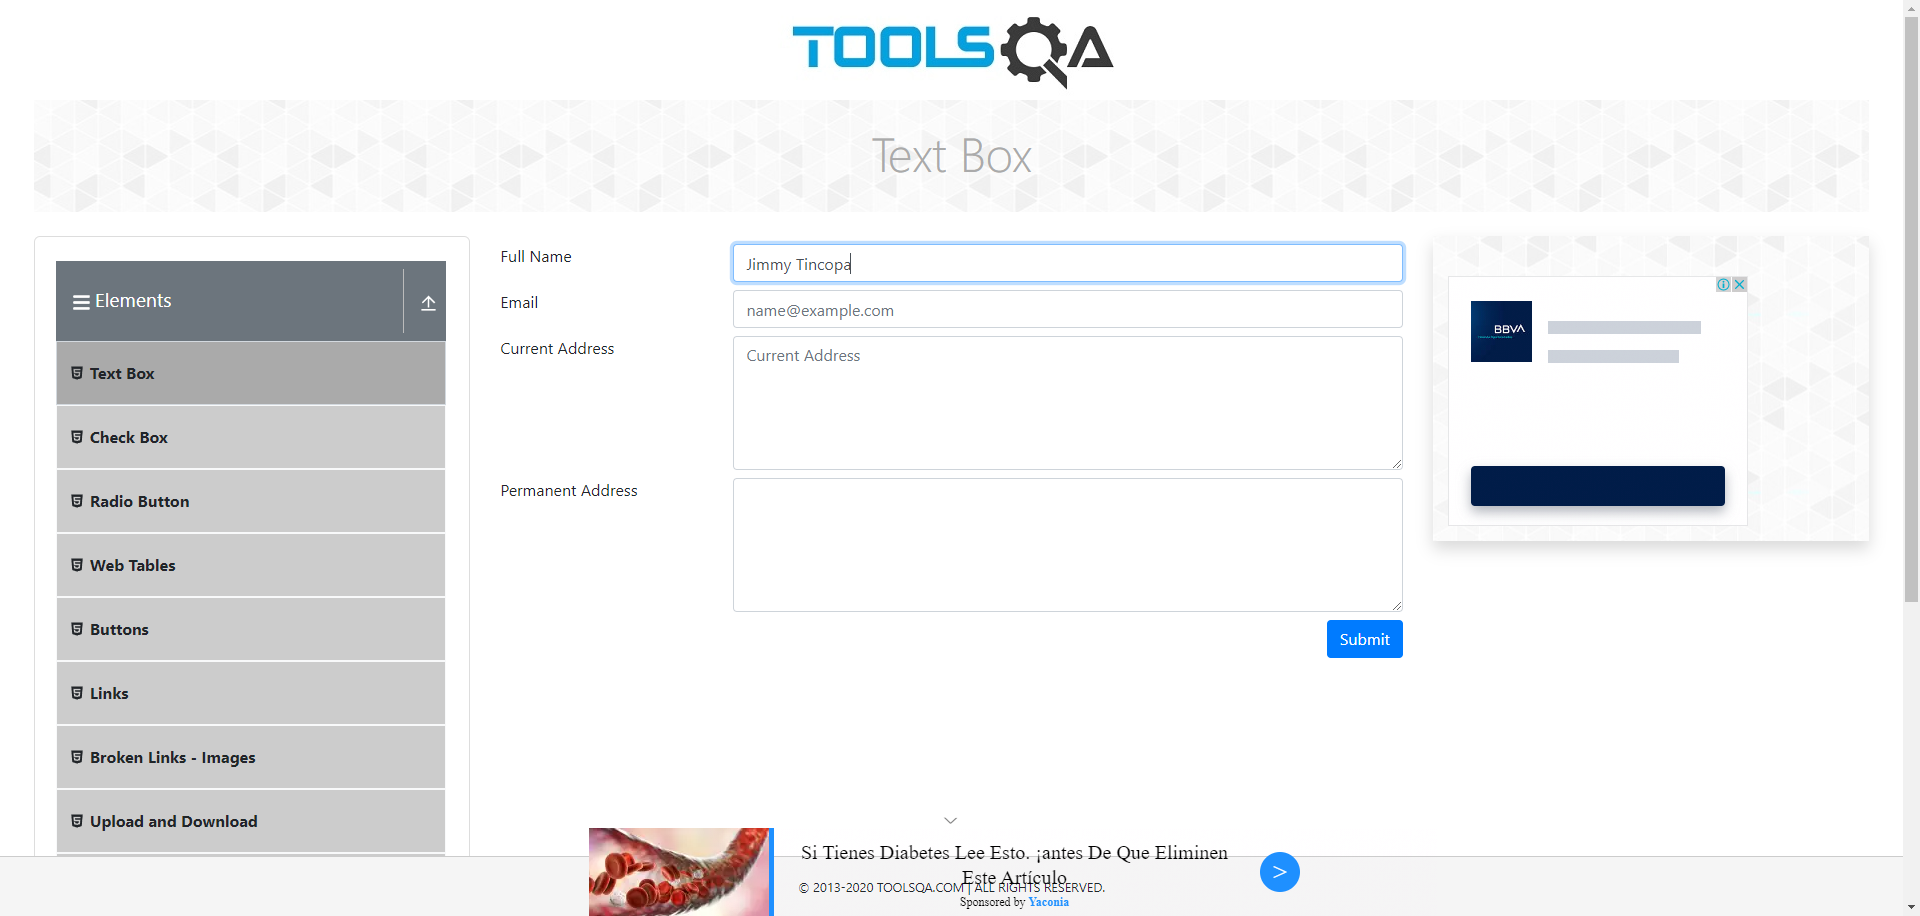 TOOLSQA
Text Box
Elements
Text Box
Check Box
Radio Button
Web Tables
Buttons
Links
Broken Links - Images
Upload and Download
Full Name
Jimmy Tincopa
Email
name@example.com
Current Address
Current Address
Permanent Address
Submit
BBVA
Si Tienes Diabetes Lee Esto. ¡antes De Que Eliminen
Este Artículo
© 2013-2020 TOOLSQA.COM | ALL RIGHTS RESERVED.
Sponsored by Yaconia